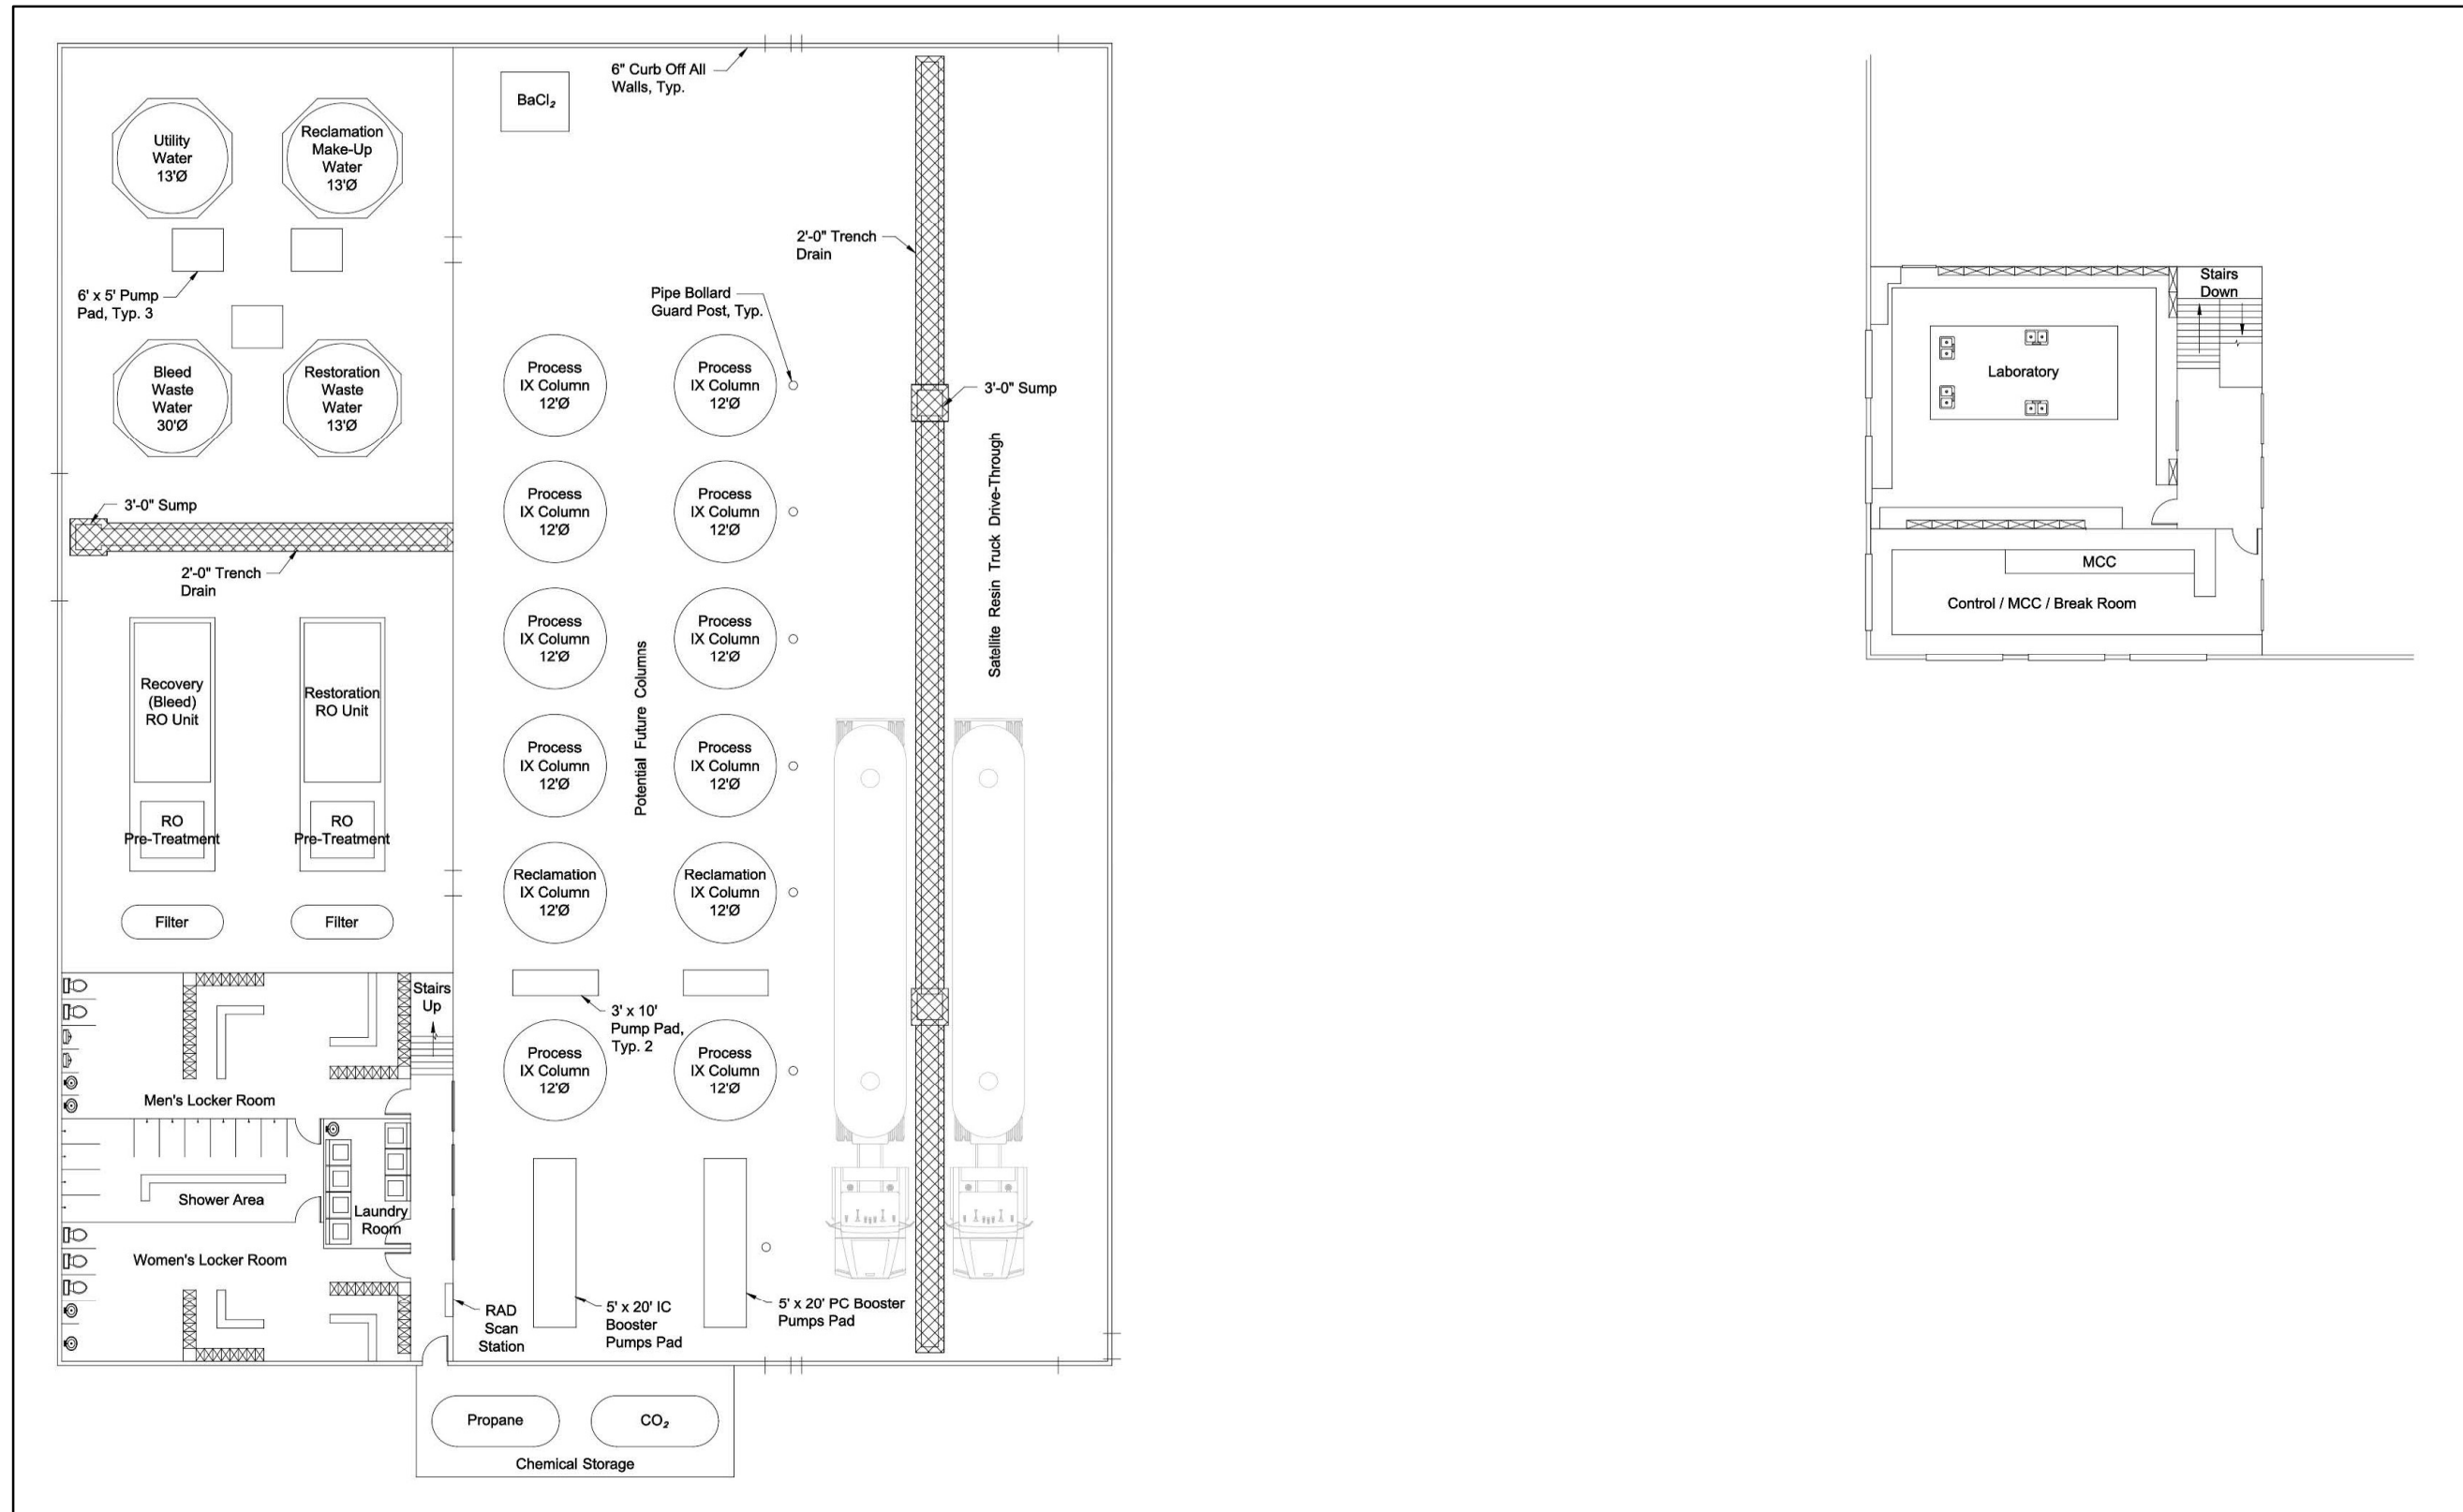 6" Curb Off All
Walls, Typ.
BaCl₂
Utility
Water
13'Ø
Reclamation
Make-Up
Water
13'Ø
2'-0" Trench
Drain
6' x 5' Pump
Pad, Typ. 3
Pipe Bollard
Guard Post, Typ.
Bleed
Waste
Water
30'Ø
Restoration
Waste
Water
13'Ø
Process
IX Column
12'Ø
Process
IX Column
12'Ø
3'-0" Sump
Process
IX Column
12'Ø
Process
IX Column
12'Ø
Satellite Resin Truck Drive-Through
3'-0" Sump
2'-0" Trench
Drain
Process
IX Column
12'Ø
Process
IX Column
12'Ø
Potential Future Columns
Recovery
(Bleed)
RO Unit
Restoration
RO Unit
Process
IX Column
12'Ø
Process
IX Column
12'Ø
RO
Pre-Treatment
RO
Pre-Treatment
Reclamation
IX Column
12'Ø
Reclamation
IX Column
12'Ø
Filter
Filter
Stairs
Up
3' x 10'
Pump Pad,
Typ. 2
Process
IX Column
12'Ø
Process
IX Column
12'Ø
Men's Locker Room
Shower Area
Laundry
Room
Women's Locker Room
RAD
Scan
Station
5' x 20' IC
Booster
Pumps Pad
5' x 20' PC Booster
Pumps Pad
Propane
CO₂
Chemical Storage
Stairs
Down
Laboratory
MCC
Control / MCC / Break Room